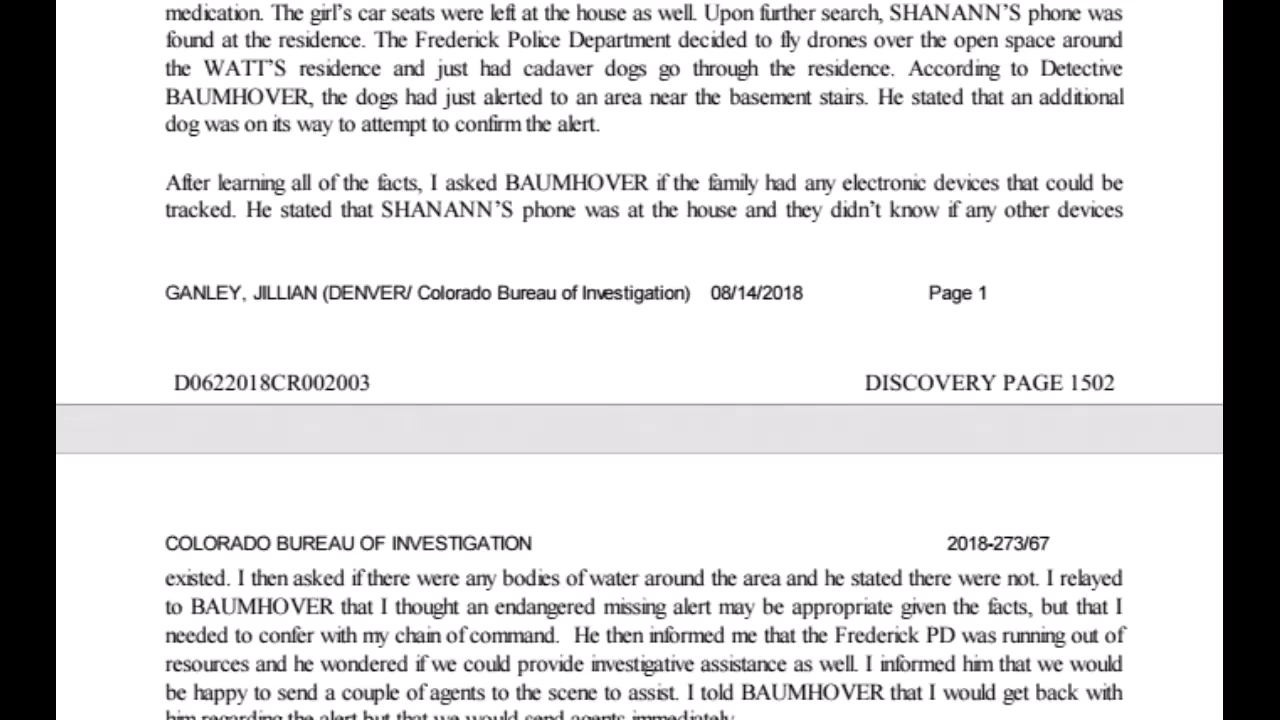 medication. The girl's car seats were left at the house as well. Upon further search, SHANANN'S phone was
found at the residence. The Frederick Police Department decided to fly drones over the open space around
the WATT'S residence and just had cadaver dogs go through the residence. According to Detective
BAUMHOVER, the dogs had just alerted to an area near the basement stairs. He stated that an additional
dog was on its way to attempt to confirm the alert.
After learning all of the facts, I asked BAUMHOVER if the family had any electronic devices that could be
tracked. He stated that SHANANN'S phone was at the house and they didn't know if any other devices
GANLEY, JILLIAN (DENVER/ Colorado Bureau of Investigation) 08/14/2018 Page 1
D0622018CR002003 DISCOVERY PAGE 1502
COLORADO BUREAU OF INVESTIGATION 2018-273/67
existed. I then asked if there were any bodies of water around the area and he stated there were not. I relayed
to BAUMHOVER that I thought an endangered missing alert may be appropriate given the facts, but that I
needed to confer with my chain of command. He then informed me that the Frederick PD was running out of
resources and he wondered if we could provide investigative assistance as well. I informed him that we would
be happy to send a couple of agents to the scene to assist. I told BAUMHOVER that I would get back with
him regarding the alert but that we would send agents immediately.